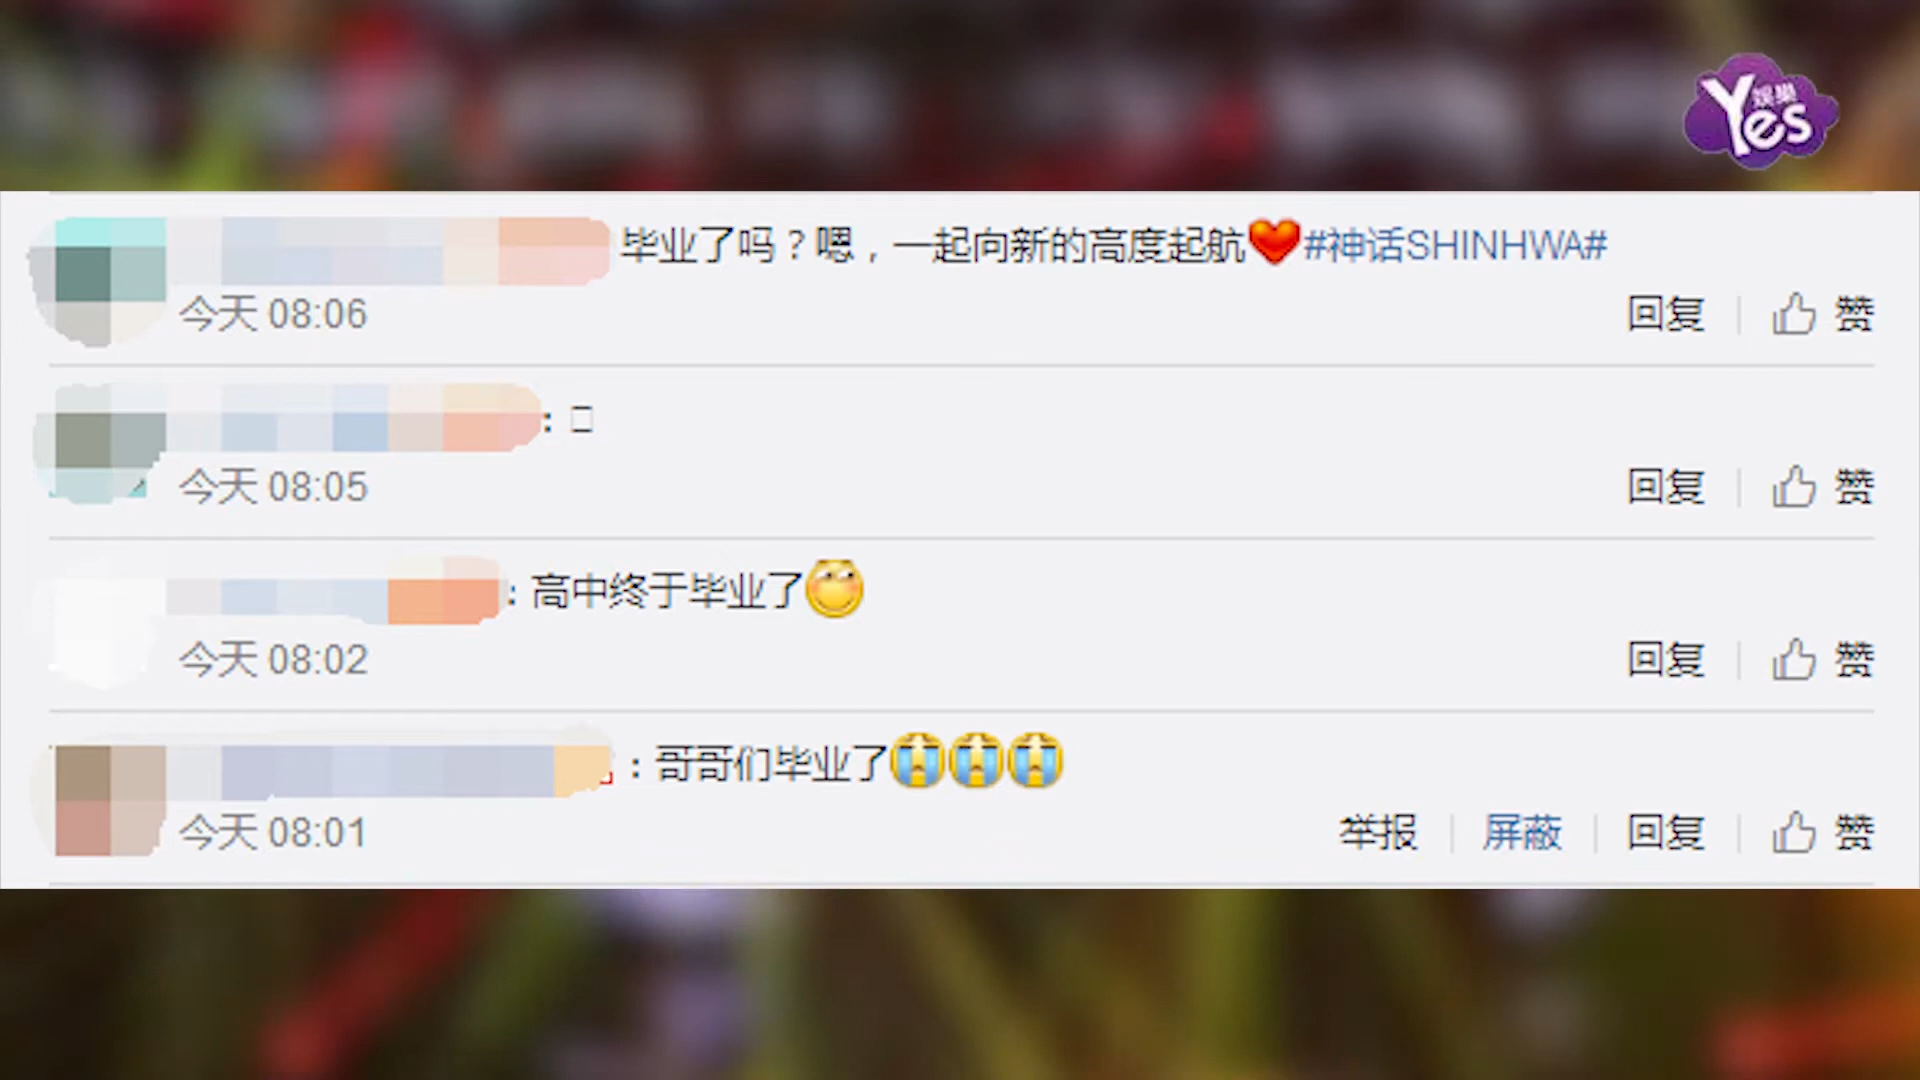 Yes 娱乐
毕业了吗？嗯，一起向新的高度起航❤#神话SHINHWA#
今天 08:06 回复 赞
: □
今天 08:05 回复 赞
: 高中终于毕业了
今天 08:02 回复 赞
: 哥哥们毕业了😭😭😭
今天 08:01 举报 屏蔽 回复 赞